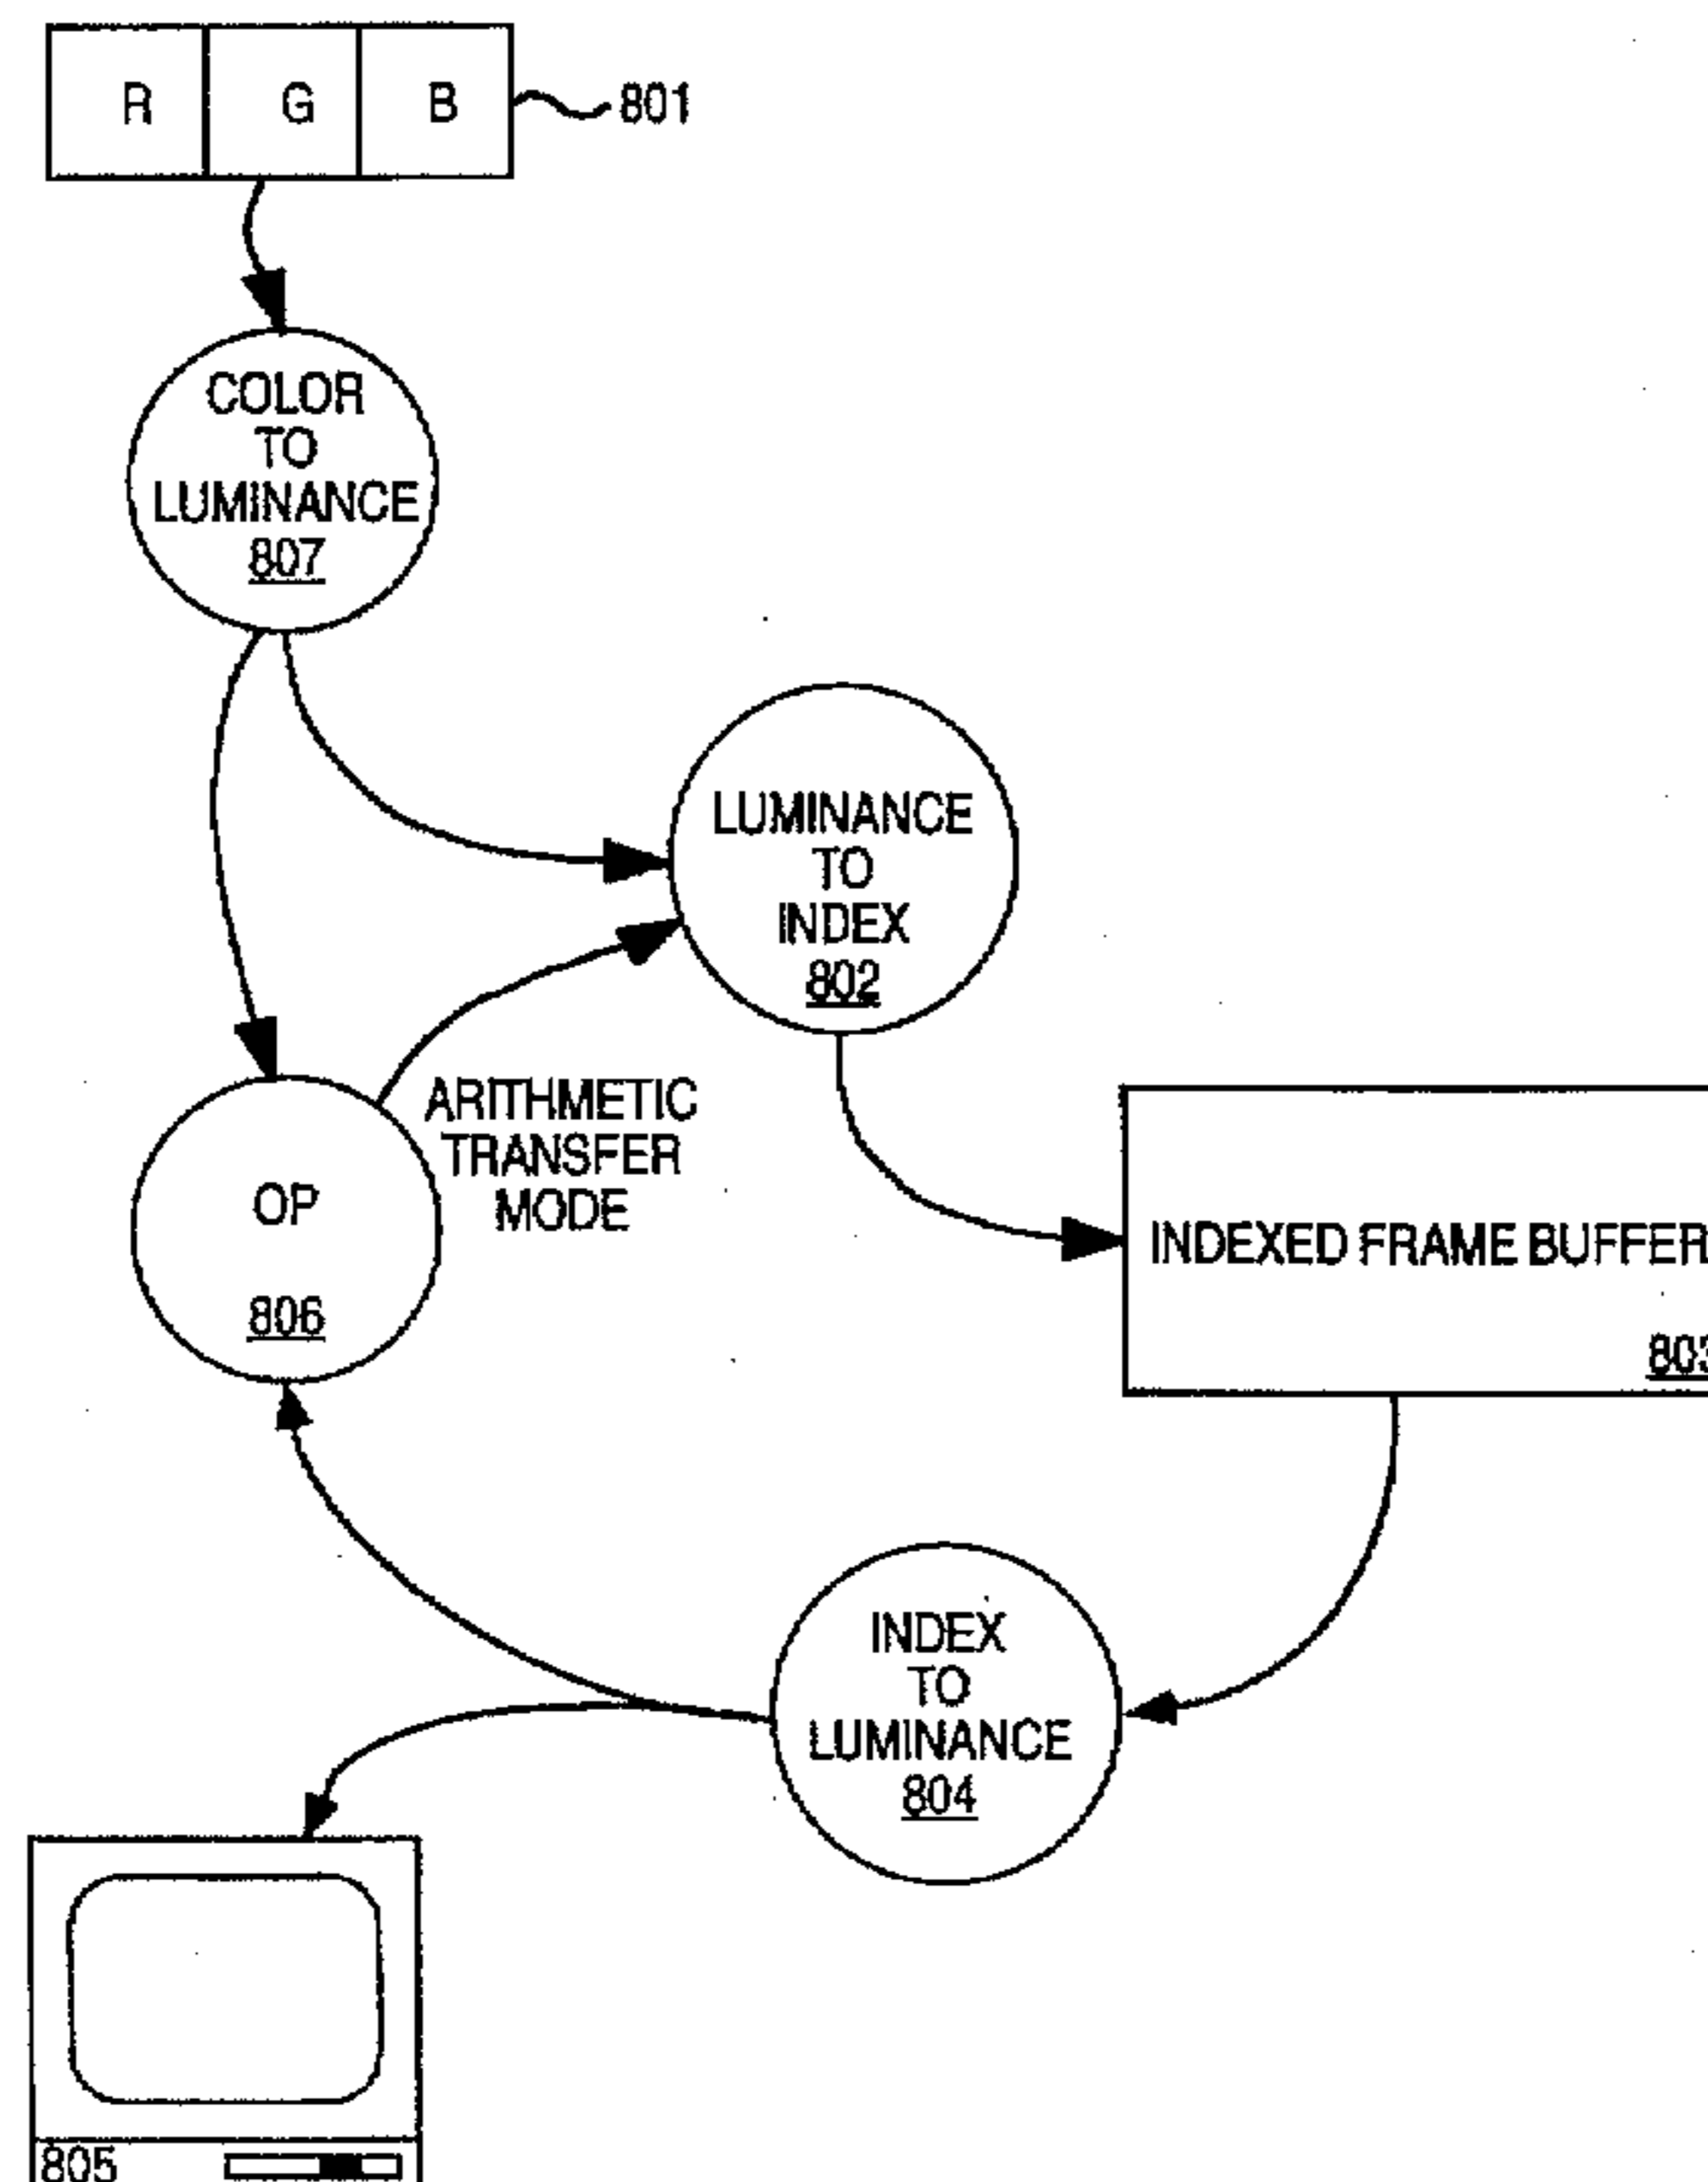 R G B 801
COLOR
TO
LUMINANCE
807
LUMINANCE
TO
INDEX
802
ARITHMETIC
TRANSFER
MODE
OP
806
INDEXED FRAME BUFFER
803
INDEX
TO
LUMINANCE
804
805